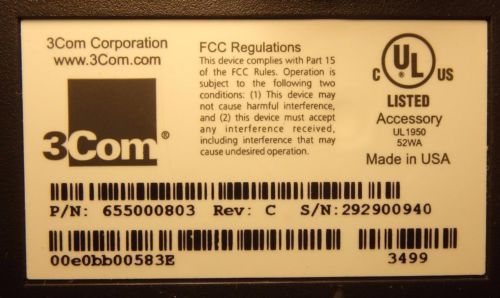 3Com Corporation
www.3Com.com
3Com®
FCC Regulations
This device complies with Part 15
of the FCC Rules. Operation is
subject to the following two
conditions: (1) This device may
not cause harmful interference,
and (2) this device must accept
any interference received,
including interference that may
cause undesired operation.
C UL ® US
LISTED
Accessory
UL1950
52WA
Made in USA
P/N: 655000803 Rev: C S/N:292900940
00e0bb00583E 3499